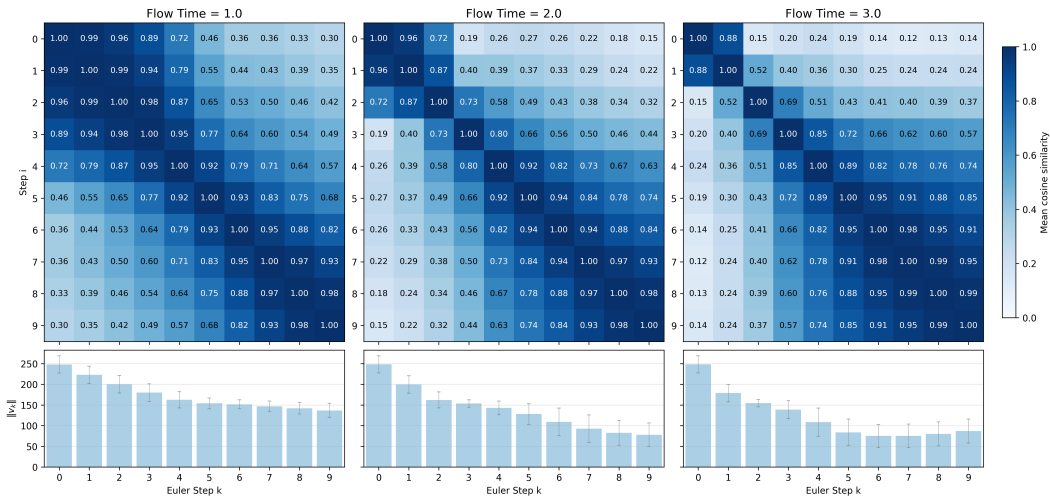 Flow Time = 1.0 Flow Time = 2.0 Flow Time = 3.0
0 1.00 0.99 0.96 0.89 0.72 0.46 0.36 0.36 0.33 0.30 1.00 0.96 0.72 0.19 0.26 0.27 0.26 0.22 0.18 0.15 1.00 0.88 0.15 0.20 0.24 0.19 0.14 0.12 0.13 0.14
1 0.99 1.00 0.99 0.94 0.79 0.55 0.44 0.43 0.39 0.35 0.96 1.00 0.87 0.40 0.39 0.37 0.33 0.29 0.24 0.22 0.88 1.00 0.52 0.40 0.36 0.30 0.25 0.24 0.24 0.24
2 0.96 0.99 1.00 0.98 0.87 0.65 0.53 0.50 0.46 0.42 0.72 0.87 1.00 0.73 0.58 0.49 0.43 0.38 0.34 0.32 0.15 0.52 1.00 0.69 0.51 0.43 0.41 0.40 0.39 0.37
3 0.89 0.94 0.98 1.00 0.95 0.77 0.64 0.60 0.54 0.49 0.19 0.40 0.73 1.00 0.80 0.66 0.56 0.50 0.46 0.44 0.20 0.40 0.69 1.00 0.85 0.72 0.66 0.62 0.60 0.57
4 0.72 0.79 0.87 0.95 1.00 0.92 0.79 0.71 0.64 0.57 0.26 0.39 0.58 0.80 1.00 0.92 0.82 0.73 0.67 0.63 0.24 0.36 0.51 0.85 1.00 0.89 0.82 0.78 0.76 0.74
5 0.46 0.55 0.65 0.77 0.92 1.00 0.93 0.83 0.75 0.68 0.27 0.37 0.49 0.66 0.92 1.00 0.94 0.84 0.78 0.74 0.19 0.30 0.43 0.72 0.89 1.00 0.95 0.91 0.88 0.85
6 0.36 0.44 0.53 0.64 0.79 0.93 1.00 0.95 0.88 0.82 0.26 0.33 0.43 0.56 0.82 0.94 1.00 0.94 0.88 0.84 0.14 0.25 0.41 0.66 0.82 0.95 1.00 0.98 0.95 0.91
7 0.36 0.43 0.50 0.60 0.71 0.83 0.95 1.00 0.97 0.93 0.22 0.29 0.38 0.50 0.73 0.84 0.94 1.00 0.97 0.93 0.12 0.24 0.40 0.62 0.78 0.91 0.98 1.00 0.99 0.95
8 0.33 0.39 0.46 0.54 0.64 0.75 0.88 0.97 1.00 0.98 0.18 0.24 0.34 0.46 0.67 0.78 0.88 0.97 1.00 0.98 0.13 0.24 0.39 0.60 0.76 0.88 0.95 0.99 1.00 0.99
9 0.30 0.35 0.42 0.49 0.57 0.68 0.82 0.93 0.98 1.00 0.15 0.22 0.32 0.44 0.63 0.74 0.84 0.93 0.98 1.00 0.14 0.24 0.37 0.57 0.74 0.85 0.91 0.95 0.99 1.00
Step i
1.0
0.8
0.6
0.4
0.2
0.0
Mean cosine similarity
250
200
150
100
50
0
‖v_k‖
0 1 2 3 4 5 6 7 8 9 0 1 2 3 4 5 6 7 8 9 0 1 2 3 4 5 6 7 8 9
Euler Step k Euler Step k Euler Step k